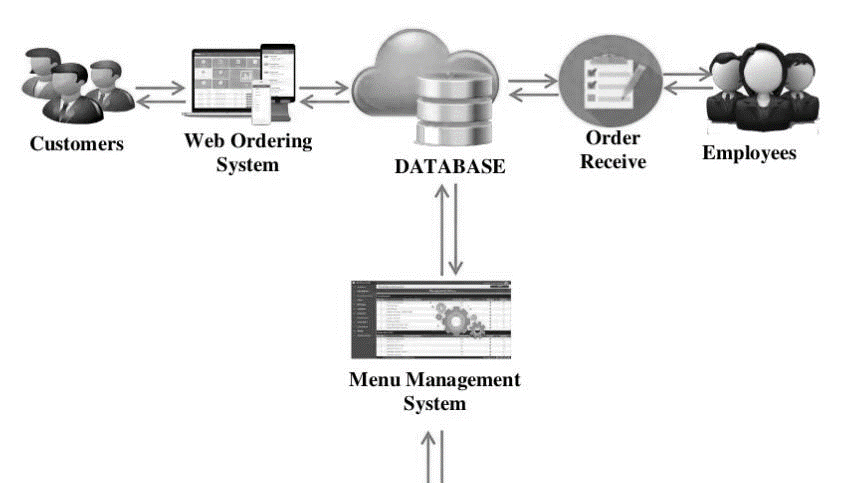 Customers
Web Ordering
System
DATABASE
Order
Receive
Employees
Menu Management
System